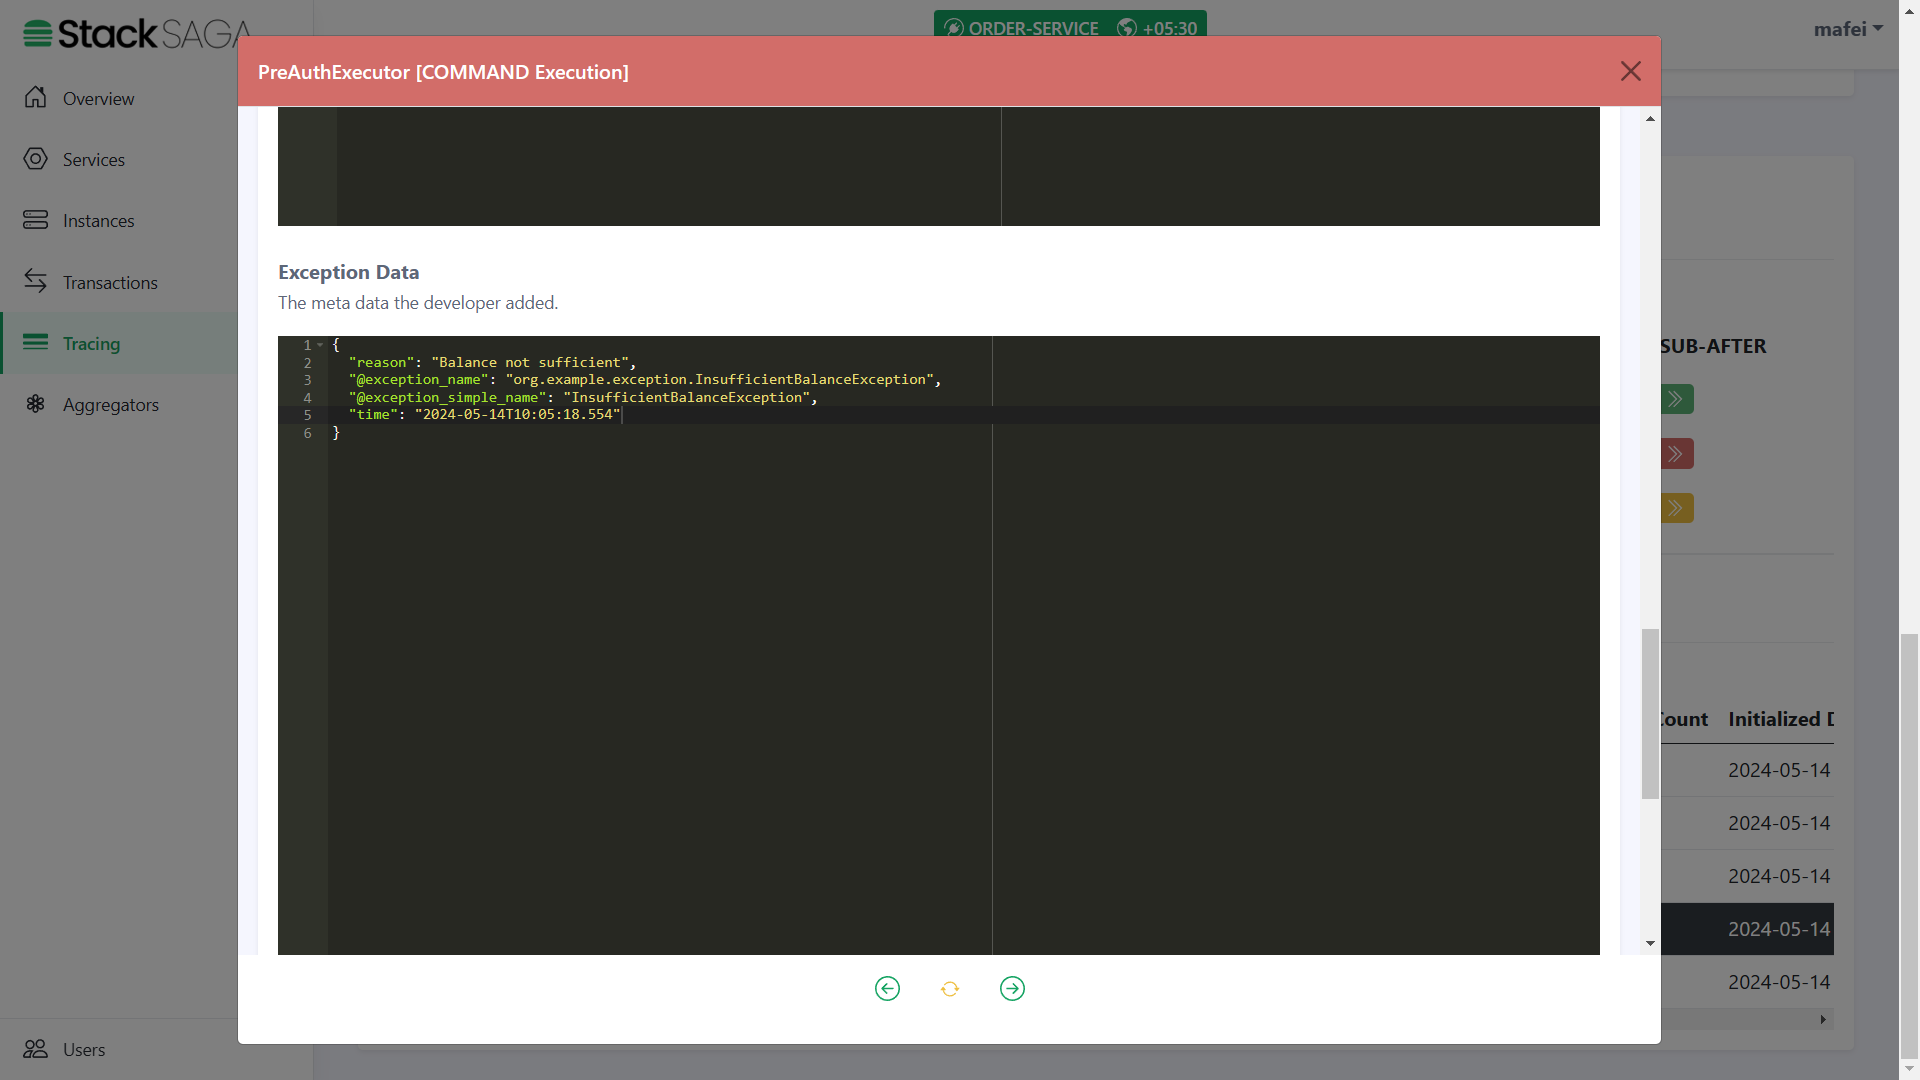 StackSAGA
ORDER-SERVICE +05:30
mafei
Overview
Services
Instances
Transactions
Tracing
Aggregators
Users
PreAuthExecutor [COMMAND Execution]
Exception Data
The meta data the developer added.
1 {
2 "reason": "Balance not sufficient",
3 "@exception_name": "org.example.exception.InsufficientBalanceException",
4 "@exception_simple_name": "InsufficientBalanceException",
5 "time": "2024-05-14T10:05:18.554"
6 }
SUB-AFTER
Initialized
2024-05-14
2024-05-14
2024-05-14
2024-05-14
2024-05-14